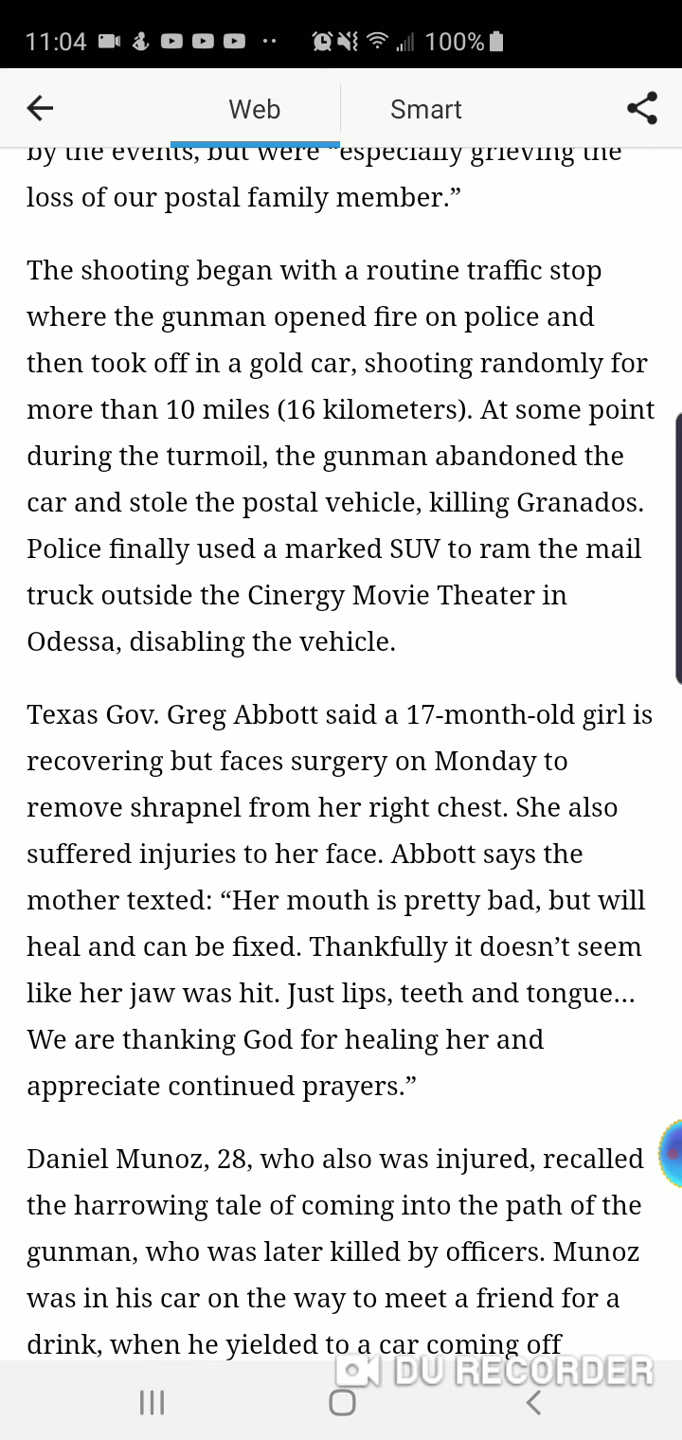 11:04 100%
Web Smart
by the events, but were “especially grieving the
loss of our postal family member.”
The shooting began with a routine traffic stop
where the gunman opened fire on police and
then took off in a gold car, shooting randomly for
more than 10 miles (16 kilometers). At some point
during the turmoil, the gunman abandoned the
car and stole the postal vehicle, killing Granados.
Police finally used a marked SUV to ram the mail
truck outside the Cinergy Movie Theater in
Odessa, disabling the vehicle.
Texas Gov. Greg Abbott said a 17-month-old girl is
recovering but faces surgery on Monday to
remove shrapnel from her right chest. She also
suffered injuries to her face. Abbott says the
mother texted: “Her mouth is pretty bad, but will
heal and can be fixed. Thankfully it doesn’t seem
like her jaw was hit. Just lips, teeth and tongue…
We are thanking God for healing her and
appreciate continued prayers.”
Daniel Munoz, 28, who also was injured, recalled
the harrowing tale of coming into the path of the
gunman, who was later killed by officers. Munoz
was in his car on the way to meet a friend for a
drink, when he yielded to a car coming off
DU RECORDER